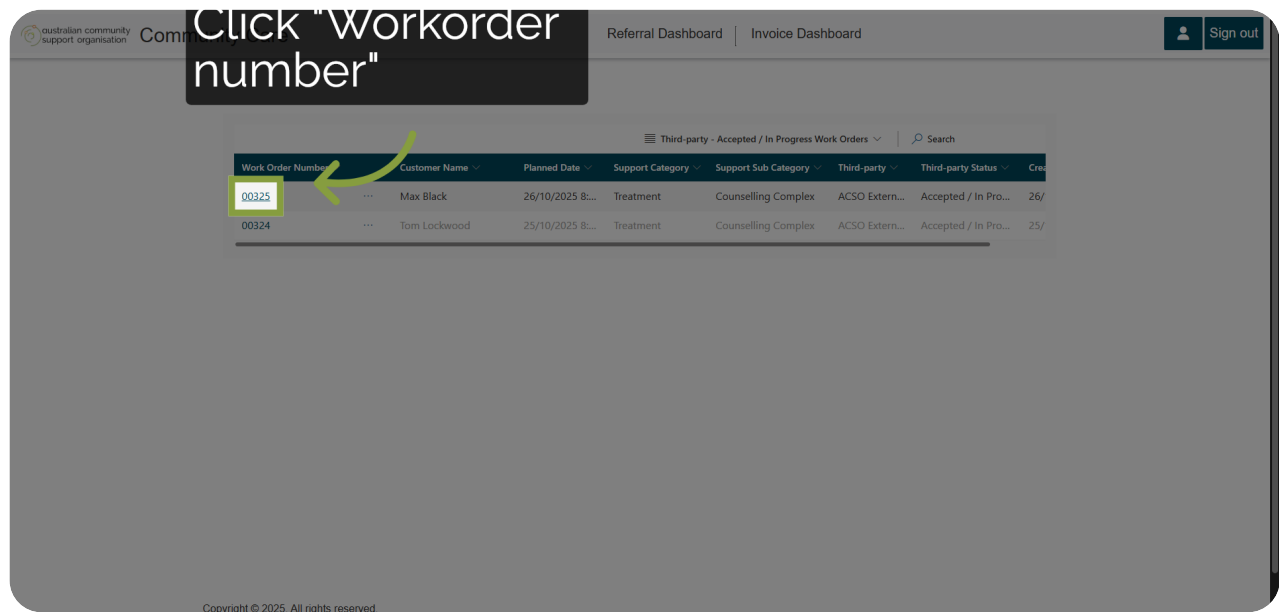 Click "Workorder
number"
australian community
support organisation
Community Care
Referral Dashboard
Invoice Dashboard
Sign out
Third-party - Accepted / In Progress Work Orders
Search
Work Order Number Customer Name Planned Date Support Category Support Sub Category Third-party Third-party Status Crea
00325 ... Max Black 26/10/2025 8:... Treatment Counselling Complex ACSO Extern... Accepted / In Pro... 26/
00324 ... Tom Lockwood 25/10/2025 8:... Treatment Counselling Complex ACSO Extern... Accepted / In Pro... 25/
Copyright © 2025. All rights reserved.